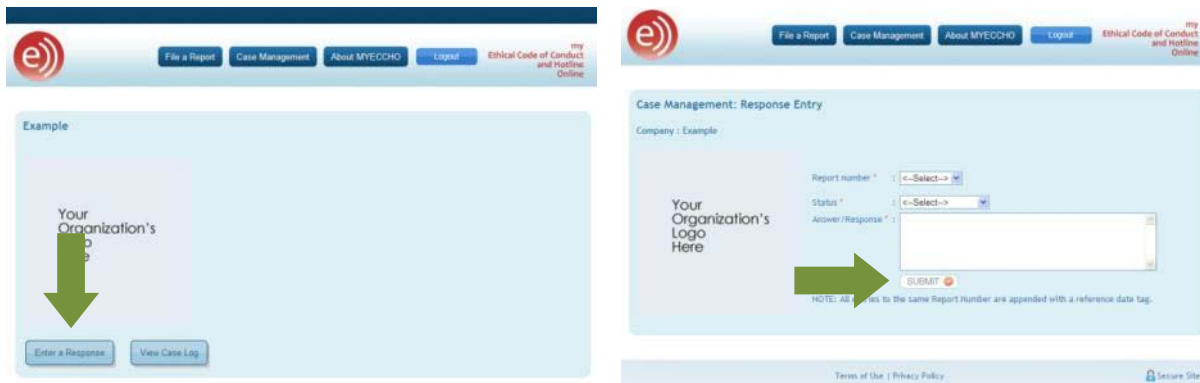 e))
File a Report
Case Management
About MYECCHO
Logout
my
Ethical Code of Conduct
and Hotline
Online
Example
Your
Organization's
Enter a Response
View Case Log
e))
File a Report
Case Management
About MYECCHO
Logout
my
Ethical Code of Conduct
and Hotline
Online
Case Management: Response Entry
Company : Example
Your
Organization's
Logo
Here
Report number * : <--Select-->
Status * : <--Select-->
Answer/Response * :
SUBMIT
NOTE: All to the same Report Number are appended with a reference date tag.
Terms of Use | Privacy Policy
Secure Site